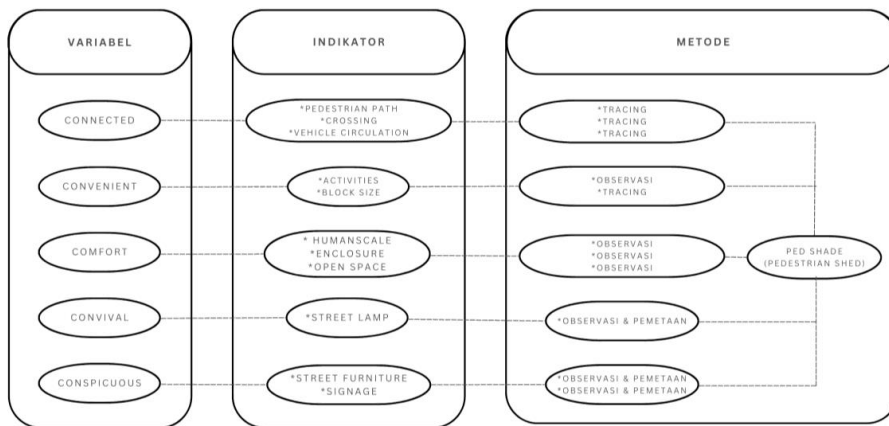 VARIABEL
INDIKATOR
METODE
CONNECTED
*PEDESTRIAN PATH
*CROSSING
*VEHICLE CIRCULATION
*TRACING
*TRACING
*TRACING
CONVENIENT
*ACTIVITIES
*BLOCK SIZE
*OBSERVASI
*TRACING
COMFORT
* HUMANSCALE
*ENCLOSURE
*OPEN SPACE
*OBSERVASI
*OBSERVASI
*OBSERVASI
PED SHADE
(PEDESTRIAN SHED)
CONVIVAL
*STREET LAMP
*OBSERVASI & PEMETAAN
CONSPICUOUS
*STREET FURNITURE
*SIGNAGE
*OBSERVASI & PEMETAAN
*OBSERVASI & PEMETAAN